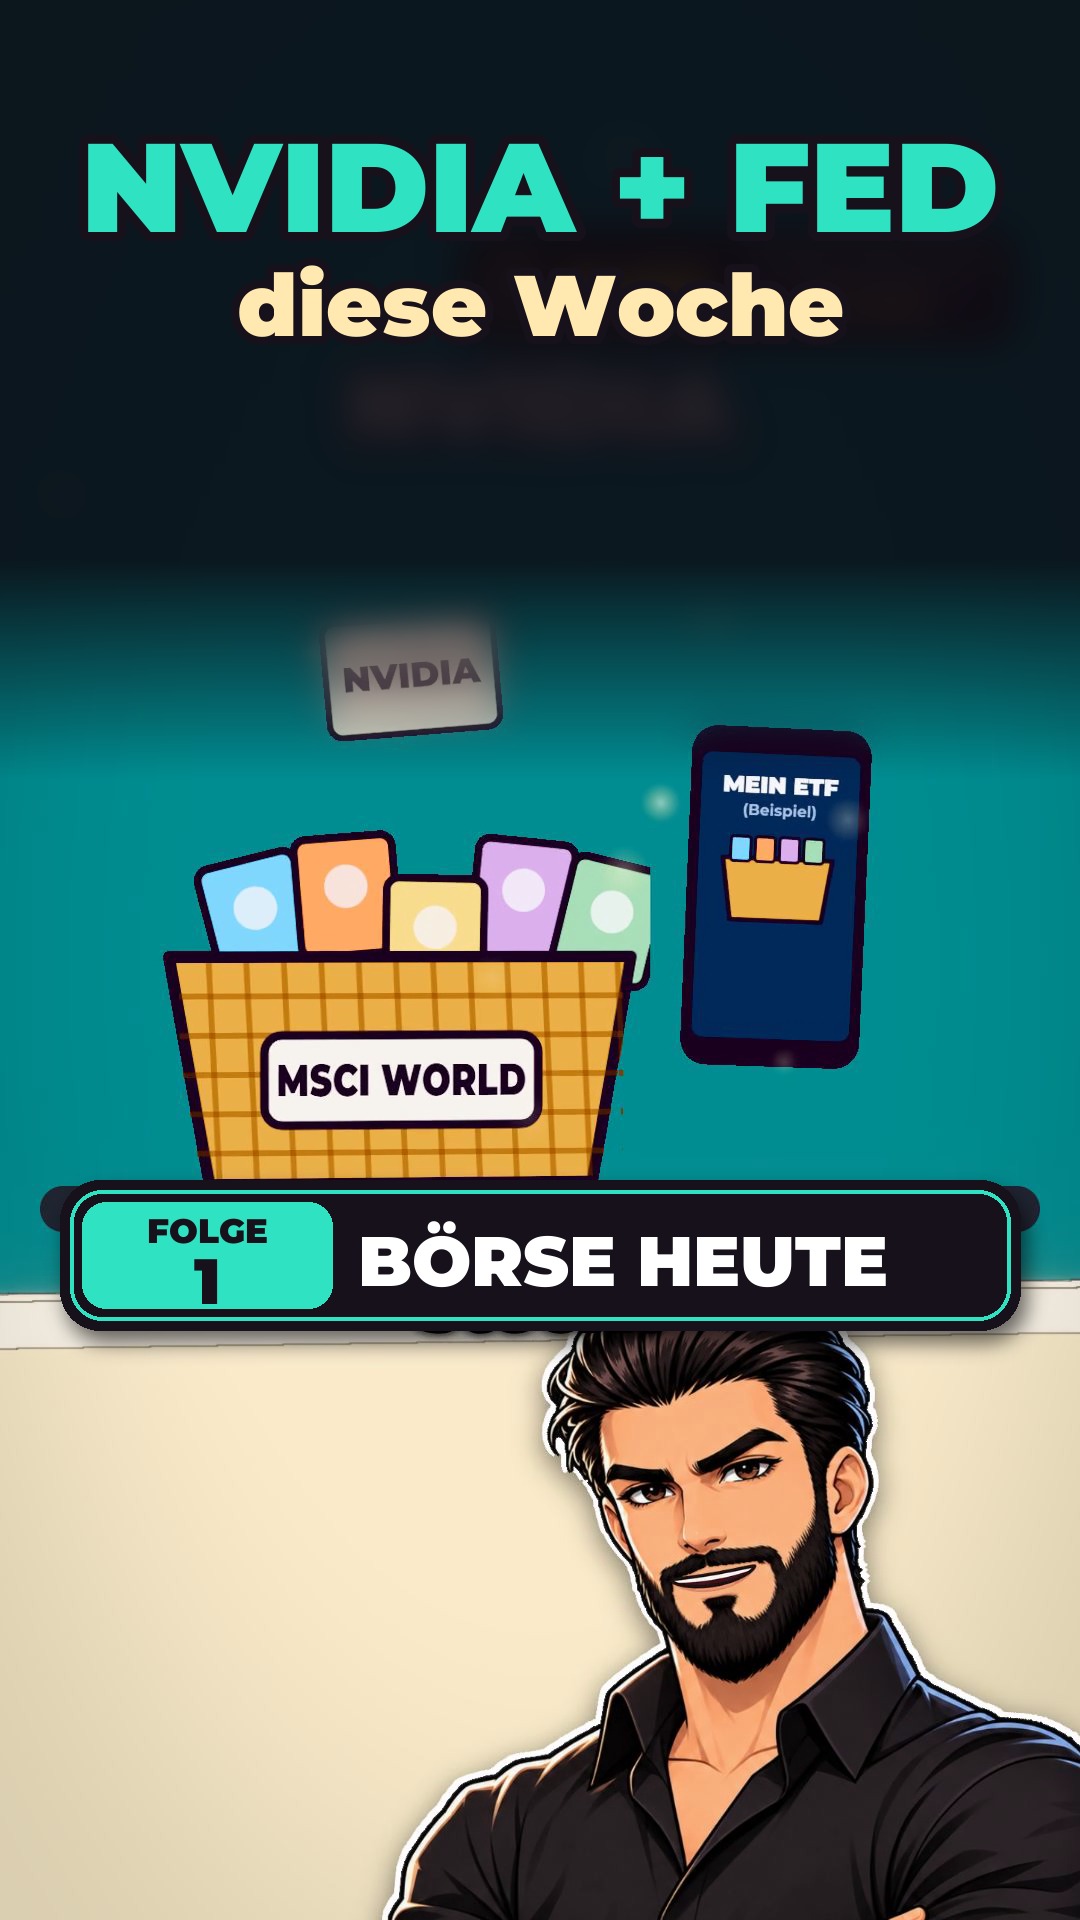 NVIDIA + FED
diese Woche
NVIDIA
MEIN ETF
(Beispiel)
MSCI WORLD
FOLGE
1
BÖRSE HEUTE